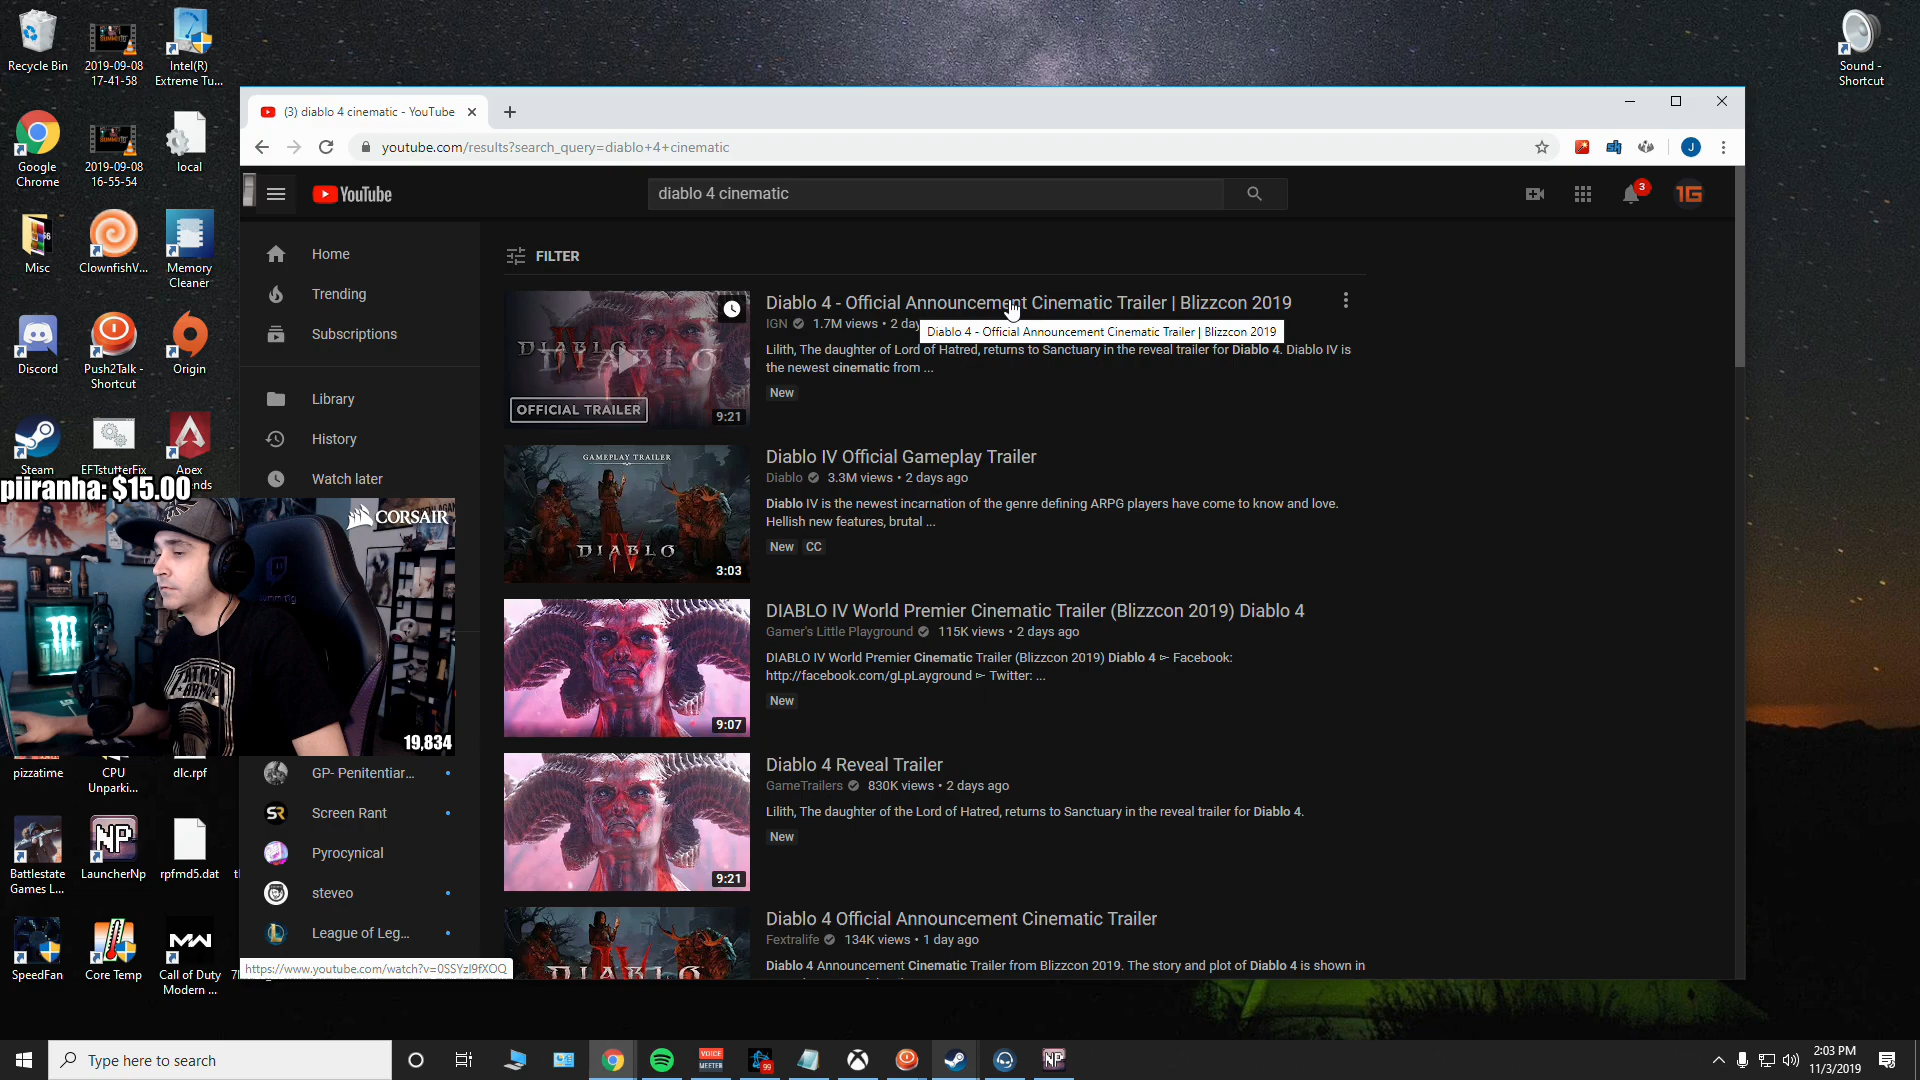 Recycle Bin
2019-09-08
17-41-58
Intel(R)
Extreme Tu...
Sound -
Shortcut
Google
Chrome
2019-09-08
16-55-54
local
Misc
ClownfishV...
Memory
Cleaner
Discord
Push2Talk -
Shortcut
Origin
Steam
EFTstutterFix
Apex
nds
piiranha: $15.00
CORSAIR
19,834
pizzatime
CPU
Unparki...
dlc.rpf
Battlestate
Games L...
LauncherNp
rpfmd5.dat
SpeedFan
Core Temp
Call of Duty
Modern ...
(3) diablo 4 cinematic - YouTube
youtube.com/results?search_query=diablo+4+cinematic
J
YouTube
diablo 4 cinematic
3
1G
Home
Trending
Subscriptions
Library
History
Watch later
GP- Penitentiar...
SR
Screen Rant
Pyrocynical
steveo
League of Leg...
https://www.youtube.com/watch?v=0SSYzl9fXOQ
FILTER
DIABLO
OFFICIAL TRAILER
9:21
Diablo 4 - Official Announcement Cinematic Trailer | Blizzcon 2019
IGN 1.7M views • 2 day
Diablo 4 - Official Announcement Cinematic Trailer | Blizzcon 2019
Lilith, The daughter of Lord of Hatred, returns to Sanctuary in the reveal trailer for Diablo 4. Diablo IV is
the newest cinematic from ...
New
GAMEPLAY TRAILER
DIABLO
IV
3:03
Diablo IV Official Gameplay Trailer
Diablo 3.3M views • 2 days ago
Diablo IV is the newest incarnation of the genre defining ARPG players have come to know and love.
Hellish new features, brutal ...
New CC
9:07
DIABLO IV World Premier Cinematic Trailer (Blizzcon 2019) Diablo 4
Gamer's Little Playground 115K views • 2 days ago
DIABLO IV World Premier Cinematic Trailer (Blizzcon 2019) Diablo 4 ➣ Facebook:
http://facebook.com/gLpLayground ➣ Twitter: ...
New
9:21
Diablo 4 Reveal Trailer
GameTrailers 830K views • 2 days ago
Lilith, The daughter of the Lord of Hatred, returns to Sanctuary in the reveal trailer for Diablo 4.
New
DIABLO
Diablo 4 Official Announcement Cinematic Trailer
Fextralife 134K views • 1 day ago
Diablo 4 Announcement Cinematic Trailer from Blizzcon 2019. The story and plot of Diablo 4 is shown in
Type here to search
VOICE
MEETER
99
NP
2:03 PM
11/3/2019